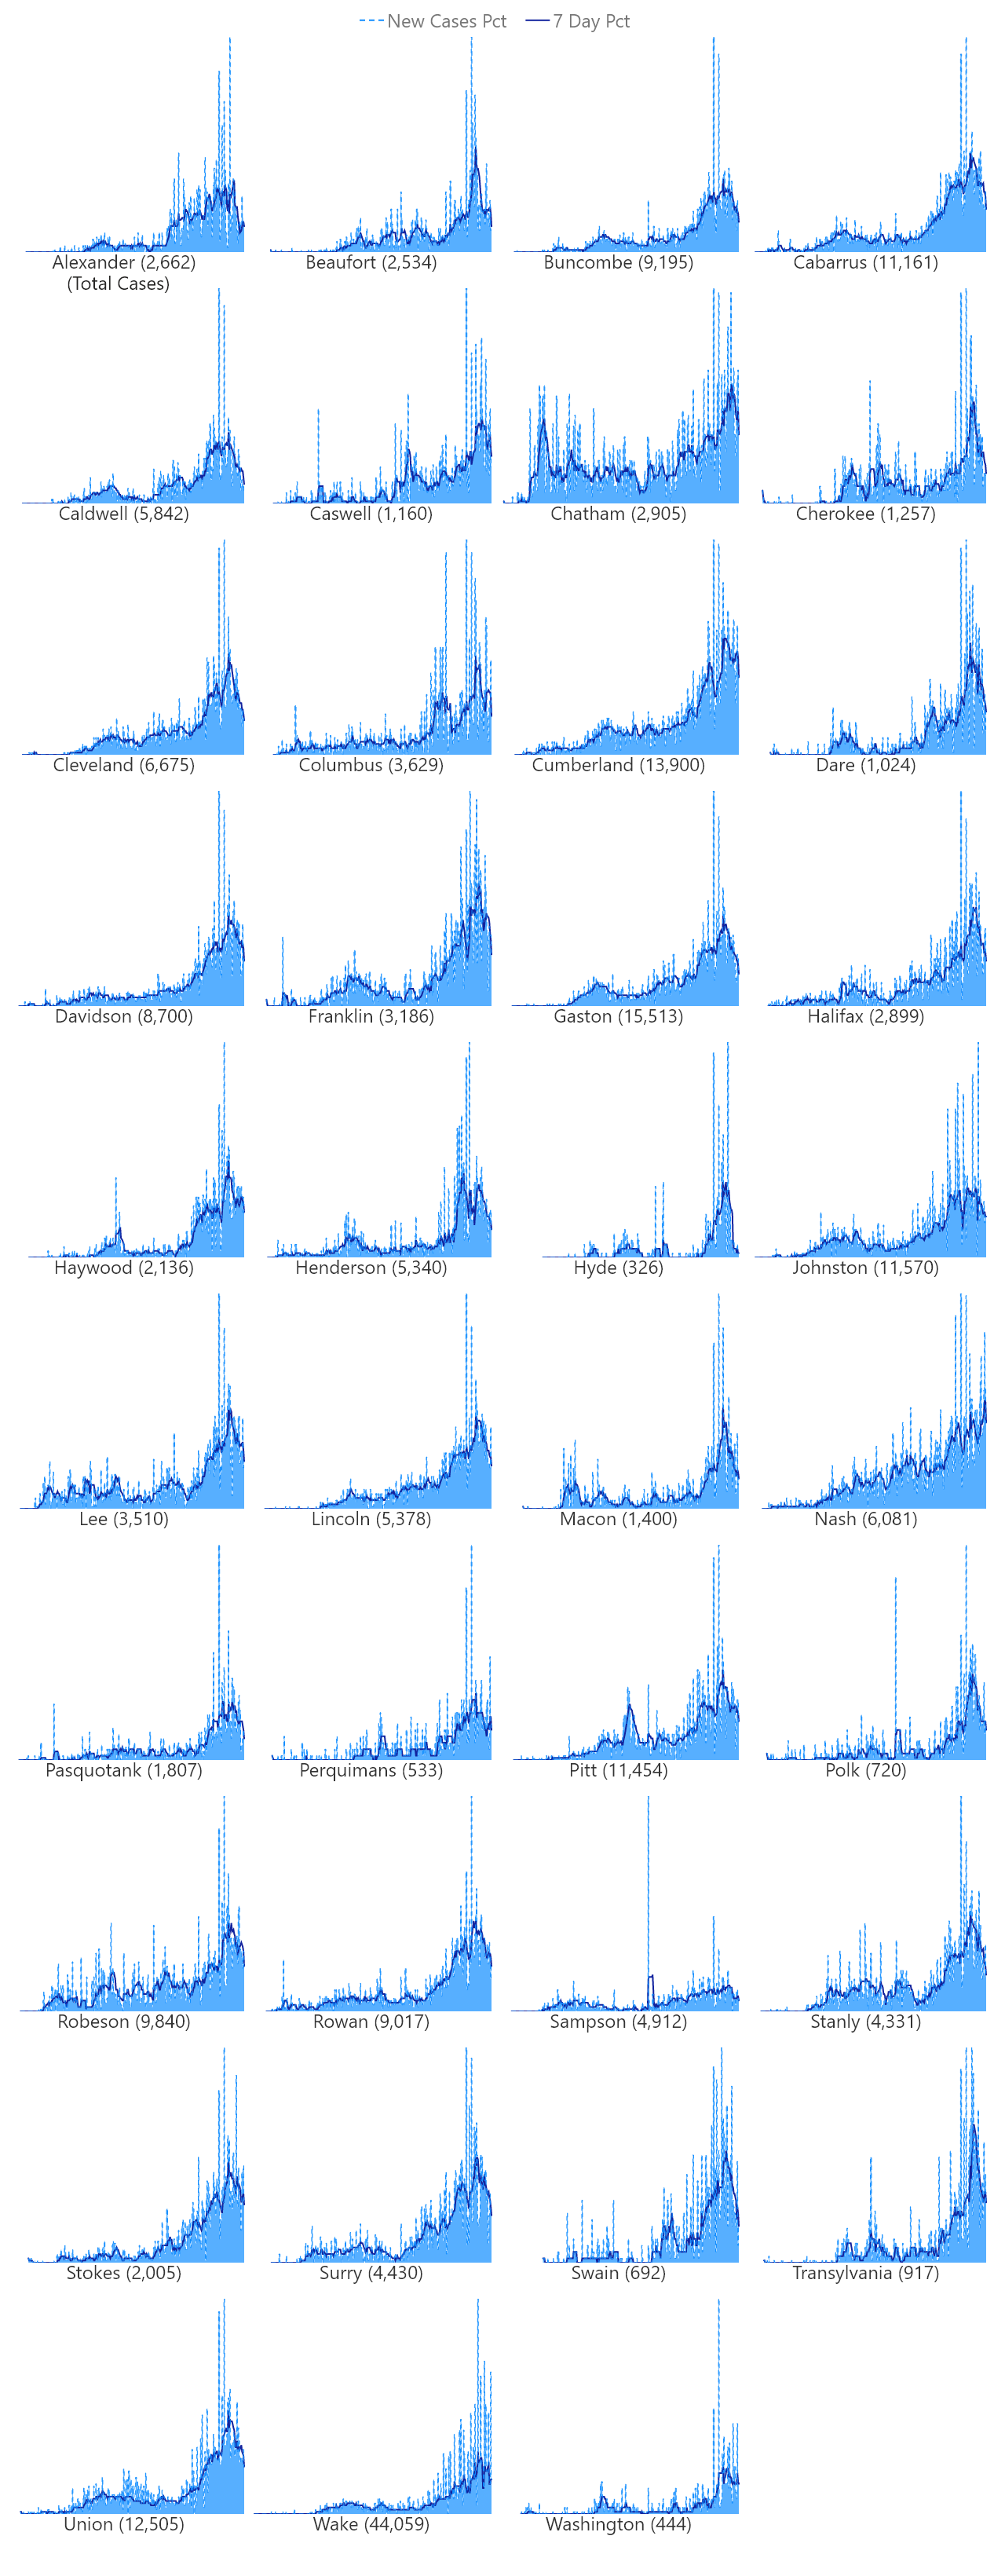 New Cases Pct 7 Day Pct
Alexander (2,662) Beaufort (2,534) Buncombe (9,195) Cabarrus (11,161)
(Total Cases)
Caldwell (5,842) Caswell (1,160) Chatham (2,905) Cherokee (1,257)
Cleveland (6,675) Columbus (3,629) Cumberland (13,900) Dare (1,024)
Davidson (8,700) Franklin (3,186) Gaston (15,513) Halifax (2,899)
Haywood (2,136) Henderson (5,340) Hyde (326) Johnston (11,570)
Lee (3,510) Lincoln (5,378) Macon (1,400) Nash (6,081)
Pasquotank (1,807) Perquimans (533) Pitt (11,454) Polk (720)
Robeson (9,840) Rowan (9,017) Sampson (4,912) Stanly (4,331)
Stokes (2,005) Surry (4,430) Swain (692) Transylvania (917)
Union (12,505) Wake (44,059) Washington (444)